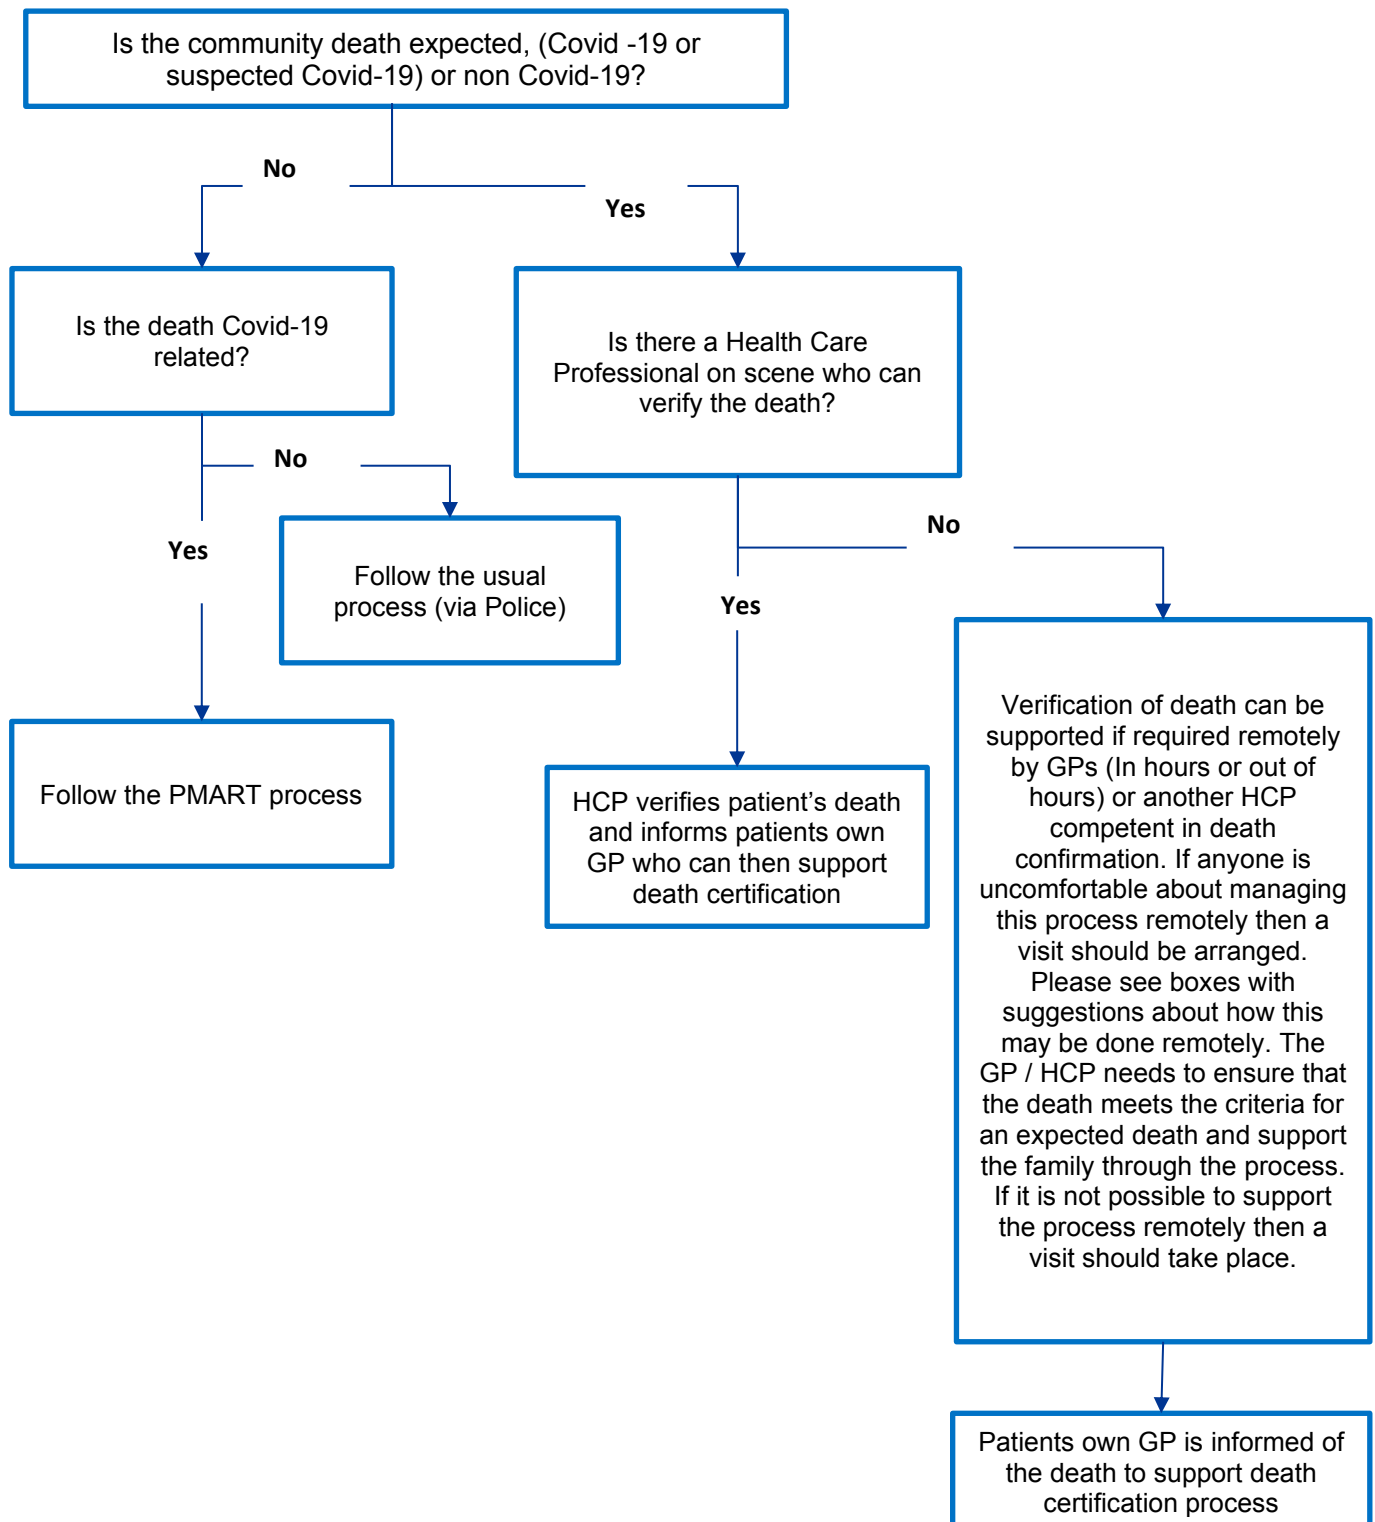 Is the community death expected, (Covid -19 or
suspected Covid-19) or non Covid-19?
No
Yes
Is the death Covid-19
related?
Is there a Health Care
Professional on scene who can
verify the death?
No
Yes
Follow the usual
process (via Police)
No
Yes
Follow the PMART process
HCP verifies patient’s death
and informs patients own
GP who can then support
death certification
Verification of death can be
supported if required remotely
by GPs (In hours or out of
hours) or another HCP
competent in death
confirmation. If anyone is
uncomfortable about managing
this process remotely then a
visit should be arranged.
Please see boxes with
suggestions about how this
may be done remotely. The
GP / HCP needs to ensure that
the death meets the criteria for
an expected death and support
the family through the process.
If it is not possible to support
the process remotely then a
visit should take place.
Patients own GP is informed of
the death to support death
certification process